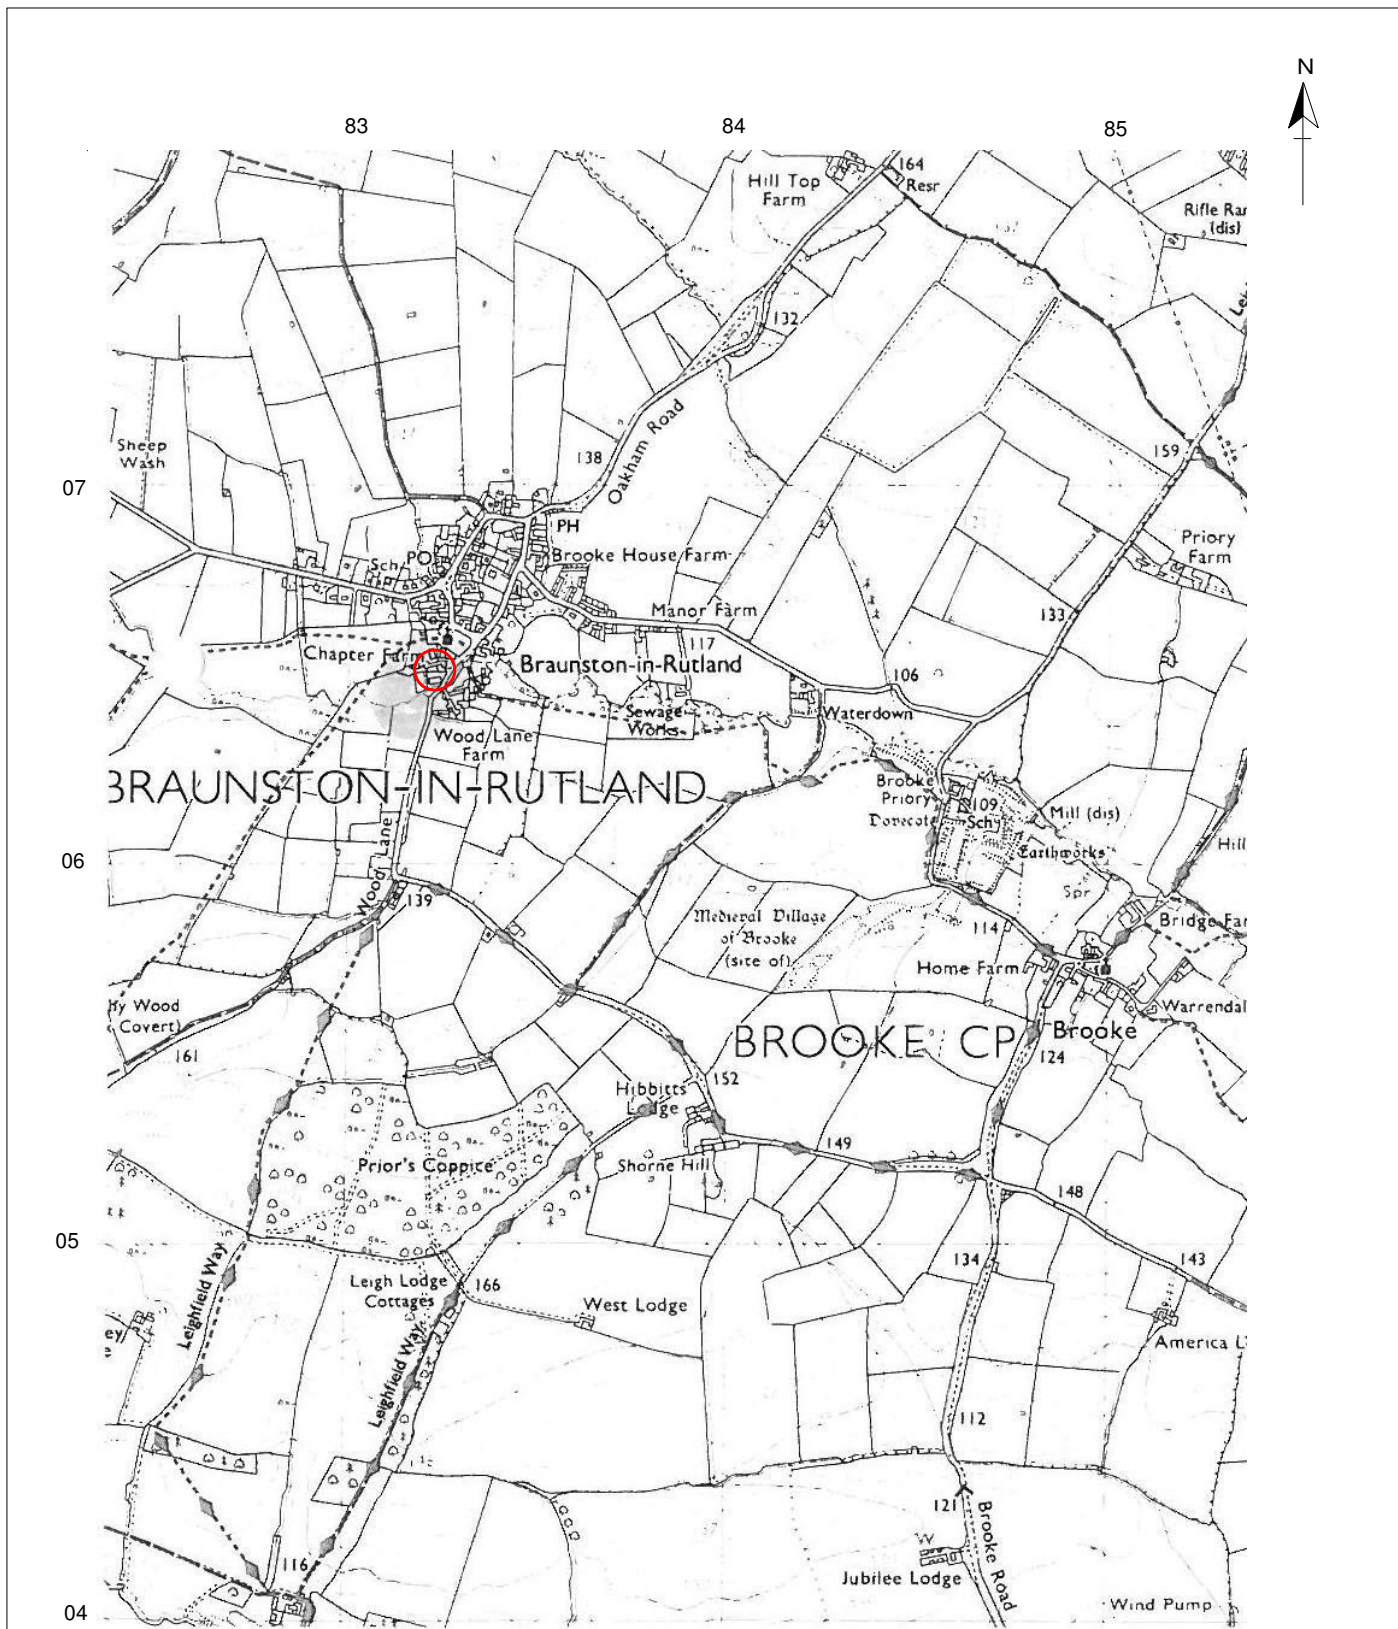 N
83
84
85
164
Resr
Hill Top
Farm
Rifle Ran
(dis)
132
Oakham Road
138
Sheep
Wash
159
07
PH
Brooke House Farm
PO
Sch
Priory
Farm
Manor Farm
133
117
Chapter Farm
Braunston-in-Rutland
106
Waterdown
Sewage
Works
Wood Lane
Farm
BRAUNSTON-IN-RUTLAND
Brooke
Priory
Dovecot
109
Sch
Mill (dis)
Earthworks
Hill
06
Wood Lane
139
Spr
Medieval Village
of Brooke
(site of)
114
Bridge Far
Home Farm
ky Wood
Covert)
Warrendal
BROOKE CP
Brooke
161
124
152
Hibbitts
Lodge
149
Prior's Coppice
Shorne Hill
148
05
134
143
Leighfield Way
Leigh Lodge
Cottages
166
West Lodge
ey
America L
Leighfield Way
112
121
Brooke Road
116
Jubilee Lodge
Wind Pump
04